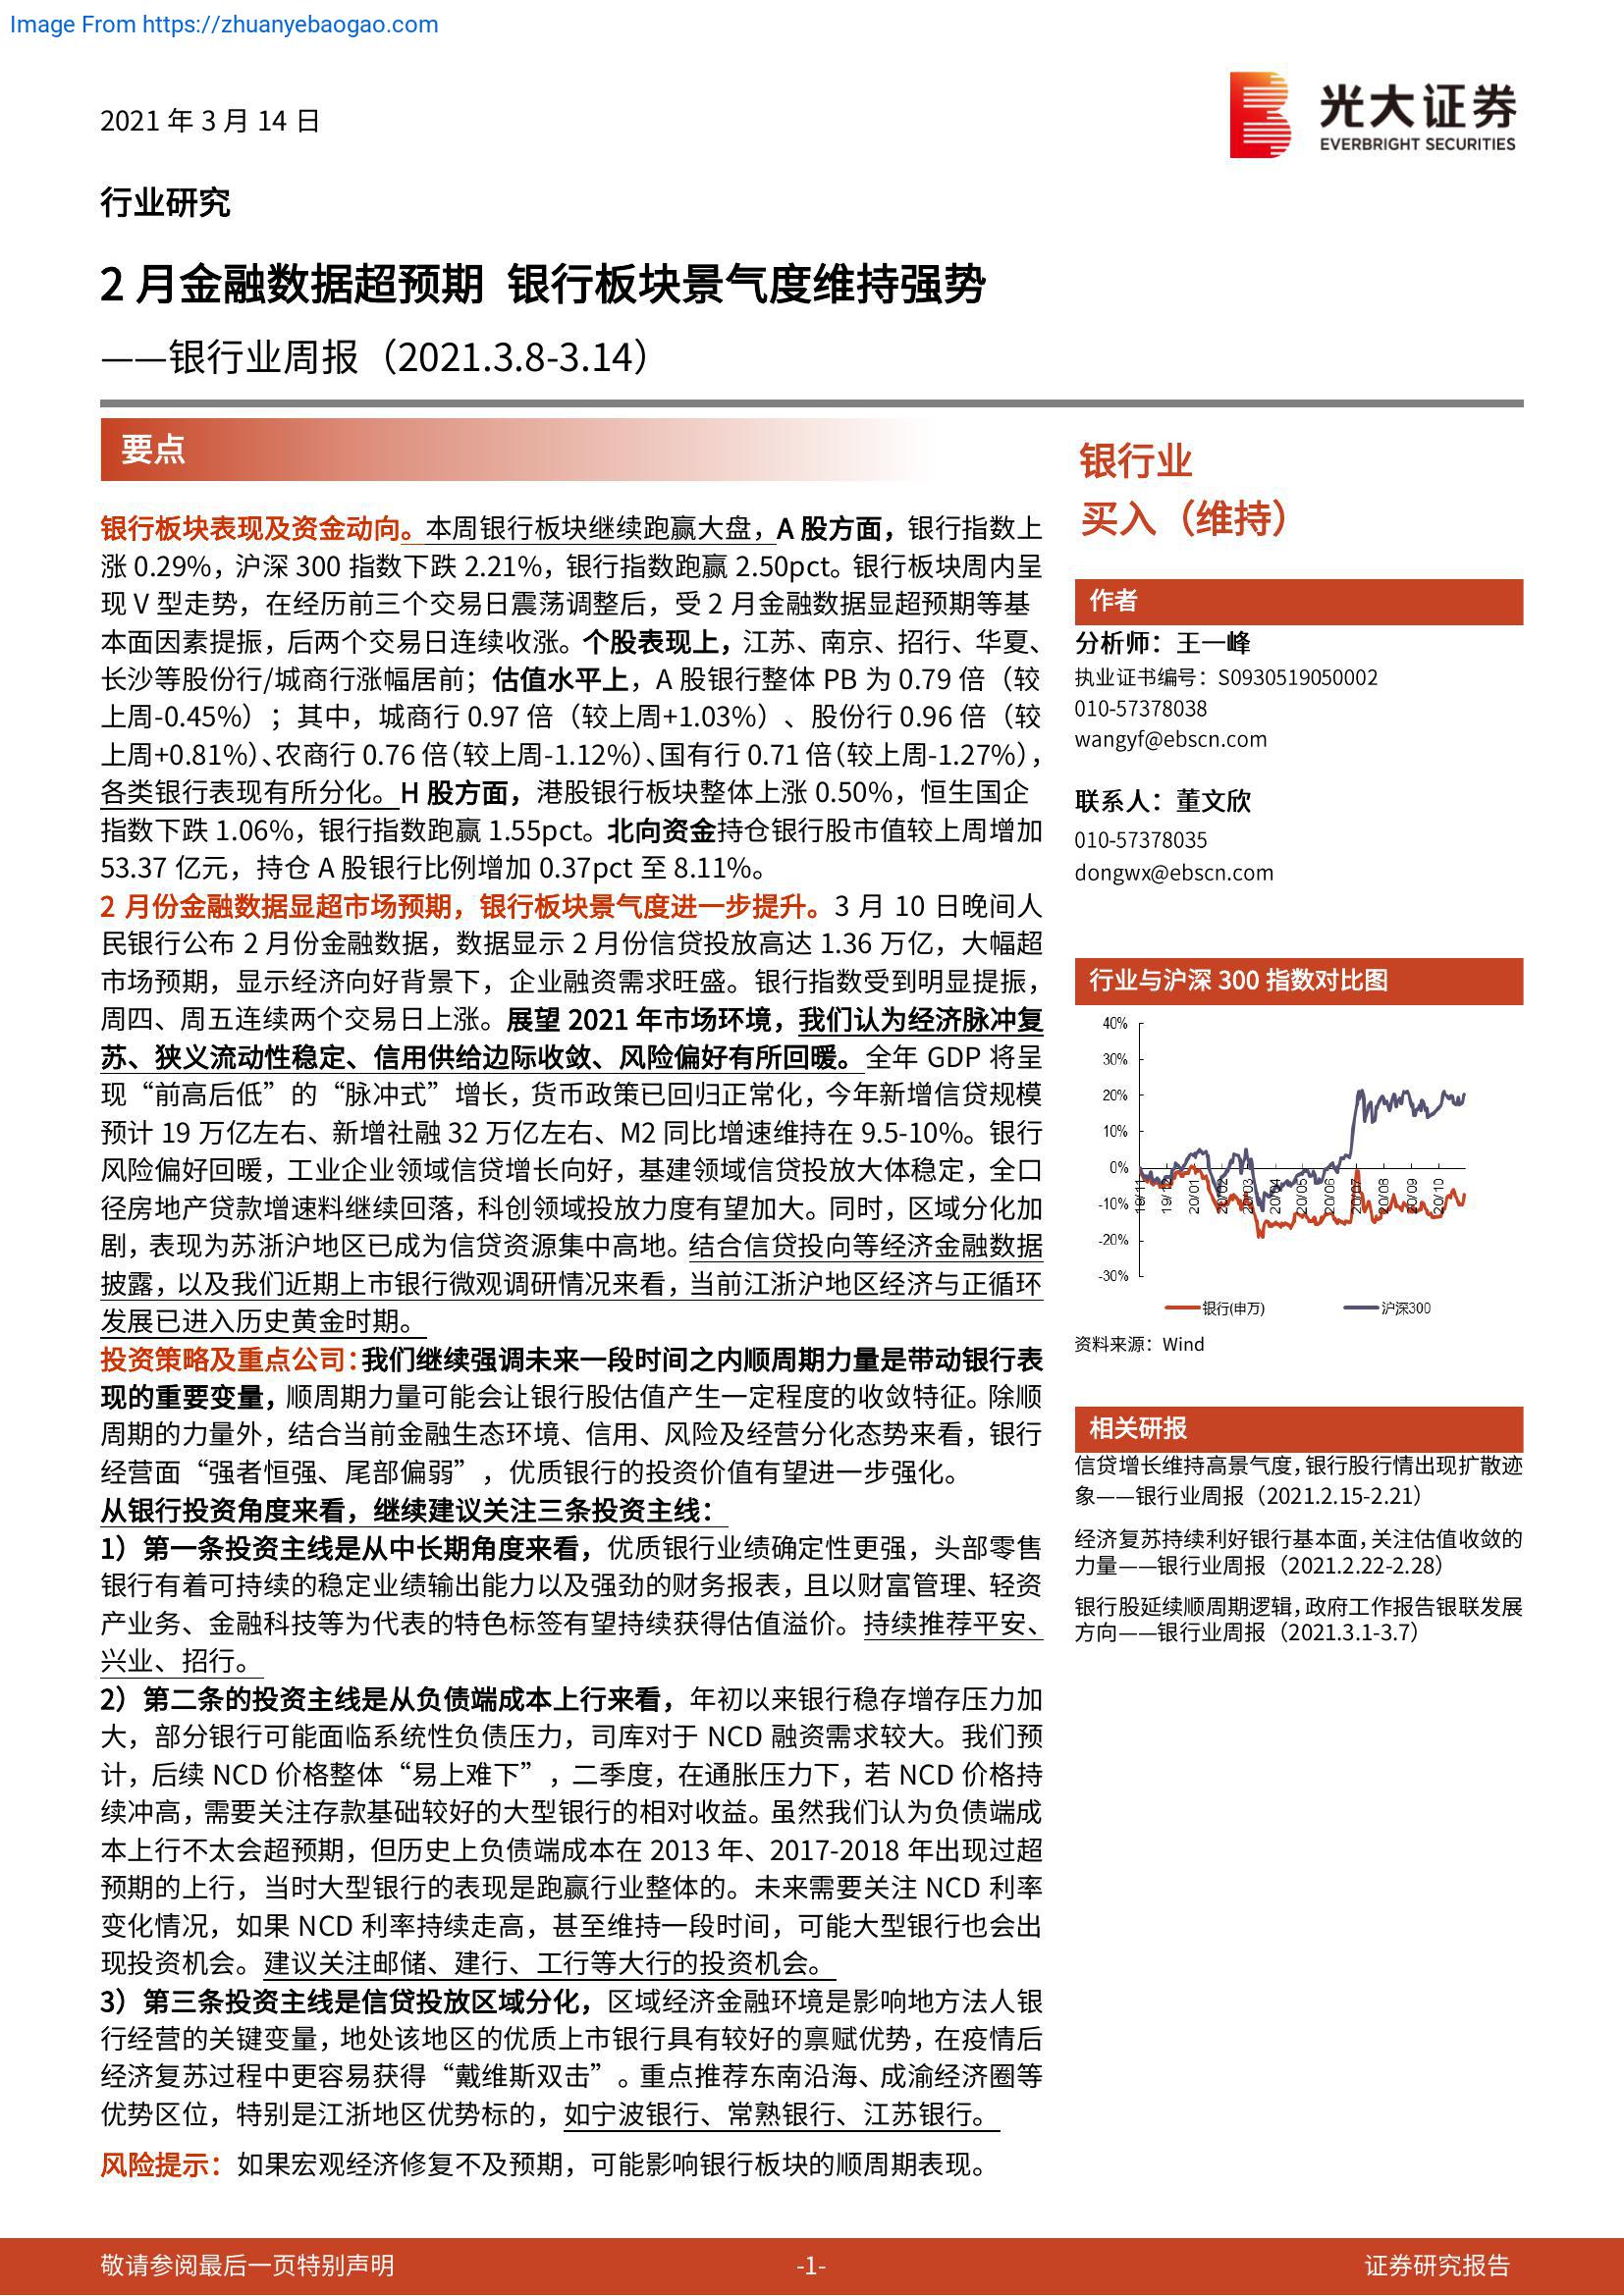 Image From https://zhuanyebaogao.com
2021 年 3 月 14 日
光大证券
EVERBRIGHT SECURITIES
行业研究
2 月金融数据超预期 银行板块景气度维持强势
——银行业周报（2021.3.8-3.14）
要点
银行板块表现及资金动向。本周银行板块继续跑赢大盘，A 股方面，银行指数上
涨 0.29%，沪深 300 指数下跌 2.21%，银行指数跑赢 2.50pct。银行板块周内呈
现 V 型走势，在经历前三个交易日震荡调整后，受 2 月金融数据显超预期等基
本面因素提振，后两个交易日连续收涨。个股表现上，江苏、南京、招行、华夏、
长沙等股份行/城商行涨幅居前；估值水平上，A 股银行整体 PB 为 0.79 倍（较
上周-0.45%）；其中，城商行 0.97 倍（较上周+1.03%）、股份行 0.96 倍（较
上周+0.81%）、农商行 0.76 倍（较上周-1.12%）、国有行 0.71 倍（较上周-1.27%），
各类银行表现有所分化。H 股方面，港股银行板块整体上涨 0.50%，恒生国企
指数下跌 1.06%，银行指数跑赢 1.55pct。北向资金持仓银行股市值较上周增加
53.37 亿元，持仓 A 股银行比例增加 0.37pct 至 8.11%。
2 月份金融数据显超市场预期，银行板块景气度进一步提升。3 月 10 日晚间人
民银行公布 2 月份金融数据，数据显示 2 月份信贷投放高达 1.36 万亿，大幅超
市场预期，显示经济向好背景下，企业融资需求旺盛。银行指数受到明显提振，
周四、周五连续两个交易日上涨。展望 2021 年市场环境，我们认为经济脉冲复
苏、狭义流动性稳定、信用供给边际收敛、风险偏好有所回暖。全年 GDP 将呈
现“前高后低”的“脉冲式”增长，货币政策已回归正常化，今年新增信贷规模
预计 19 万亿左右、新增社融 32 万亿左右、M2 同比增速维持在 9.5-10%。银行
风险偏好回暖，工业企业领域信贷增长向好，基建领域信贷投放大体稳定，全口
径房地产贷款增速料继续回落，科创领域投放力度有望加大。同时，区域分化加
剧，表现为苏浙沪地区已成为信贷资源集中高地。结合信贷投向等经济金融数据
披露，以及我们近期上市银行微观调研情况来看，当前江浙沪地区经济与正循环
发展已进入历史黄金时期。
投资策略及重点公司：我们继续强调未来一段时间之内顺周期力量是带动银行表
现的重要变量，顺周期力量可能会让银行股估值产生一定程度的收敛特征。除顺
周期的力量外，结合当前金融生态环境、信用、风险及经营分化态势来看，银行
经营面“强者恒强、尾部偏弱”，优质银行的投资价值有望进一步强化。
从银行投资角度来看，继续建议关注三条投资主线：
1）第一条投资主线是从中长期角度来看，优质银行业绩确定性更强，头部零售
银行有着可持续的稳定业绩输出能力以及强劲的财务报表，且以财富管理、轻资
产业务、金融科技等为代表的特色标签有望持续获得估值溢价。持续推荐平安、
兴业、招行。
2）第二条的投资主线是从负债端成本上行来看，年初以来银行稳存增存压力加
大，部分银行可能面临系统性负债压力，司库对于 NCD 融资需求较大。我们预
计，后续 NCD 价格整体“易上难下”，二季度，在通胀压力下，若 NCD 价格持
续冲高，需要关注存款基础较好的大型银行的相对收益。虽然我们认为负债端成
本上行不太会超预期，但历史上负债端成本在 2013 年、2017-2018 年出现过超
预期的上行，当时大型银行的表现是跑赢行业整体的。未来需要关注 NCD 利率
变化情况，如果 NCD 利率持续走高，甚至维持一段时间，可能大型银行也会出
现投资机会。建议关注邮储、建行、工行等大行的投资机会。
3）第三条投资主线是信贷投放区域分化，区域经济金融环境是影响地方法人银
行经营的关键变量，地处该地区的优质上市银行具有较好的禀赋优势，在疫情后
经济复苏过程中更容易获得“戴维斯双击”。重点推荐东南沿海、成渝经济圈等
优势区位，特别是江浙地区优势标的，如宁波银行、常熟银行、江苏银行。
风险提示：如果宏观经济修复不及预期，可能影响银行板块的顺周期表现。
银行业
买入（维持）
作者
分析师：王一峰
执业证书编号：S0930519050002
010-57378038
wangyf@ebscn.com
联系人：董文欣
010-57378035
dongwx@ebscn.com
行业与沪深 300 指数对比图
40%
30%
20%
10%
0%
-10%
-20%
-30%
19/11
19/12
20/01
20/02
20/03
20/04
20/05
20/06
20/07
20/08
20/09
20/10
银行(申万)
沪深300
资料来源：Wind
相关研报
信贷增长维持高景气度，银行股行情出现扩散迹
象——银行业周报（2021.2.15-2.21）
经济复苏持续利好银行基本面，关注估值收敛的
力量——银行业周报（2021.2.22-2.28）
银行股延续顺周期逻辑，政府工作报告银联发展
方向——银行业周报（2021.3.1-3.7）
敬请参阅最后一页特别声明
-1-
证券研究报告